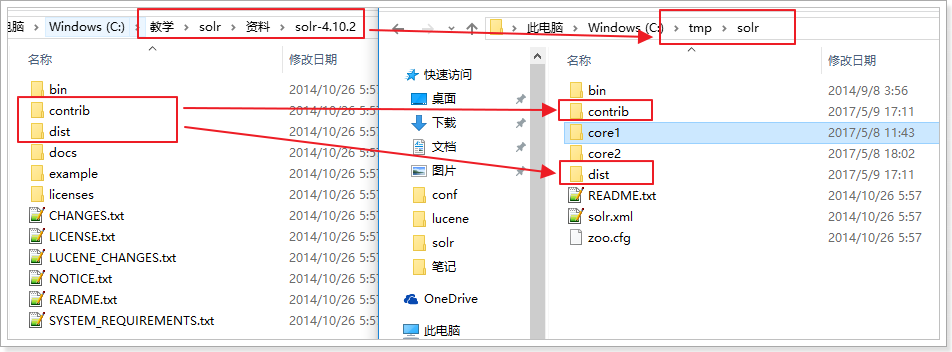 电脑 › Windows (C:) › 教学 › solr › 资料 › solr-4.10.2
名称 修改日期
bin 2014/10/26 5:57
contrib 2014/10/26 5:57
dist 2014/10/26 5:57
docs 2014/10/26 5:57
example 2014/10/26 5:57
licenses 2014/10/26 5:57
CHANGES.txt 2014/10/26 5:57
LICENSE.txt 2014/10/26 5:57
LUCENE_CHANGES.txt 2014/10/26 5:57
NOTICE.txt 2014/10/26 5:57
README.txt 2014/10/26 5:57
SYSTEM_REQUIREMENTS.txt 2014/10/26 5:57
› 此电脑 › Windows (C:) › tmp › solr
快速访问
桌面
下载
文档
图片
conf
lucene
solr
笔记
OneDrive
此电脑
名称 修改日期
bin 2014/9/8 3:56
contrib 2017/5/9 17:11
core1 2017/5/8 11:43
core2 2017/5/8 18:02
dist 2017/5/9 17:11
README.txt 2014/10/26 5:57
solr.xml 2014/10/26 5:57
zoo.cfg 2014/10/26 5:57